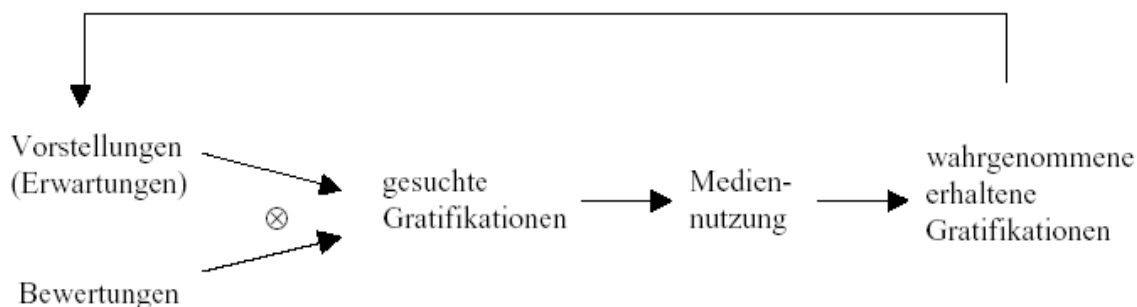 Vorstellungen
(Erwartungen)
⊗
Bewertungen
gesuchte
Gratifikationen
Medien-
nutzung
wahrgenommene
erhaltene
Gratifikationen